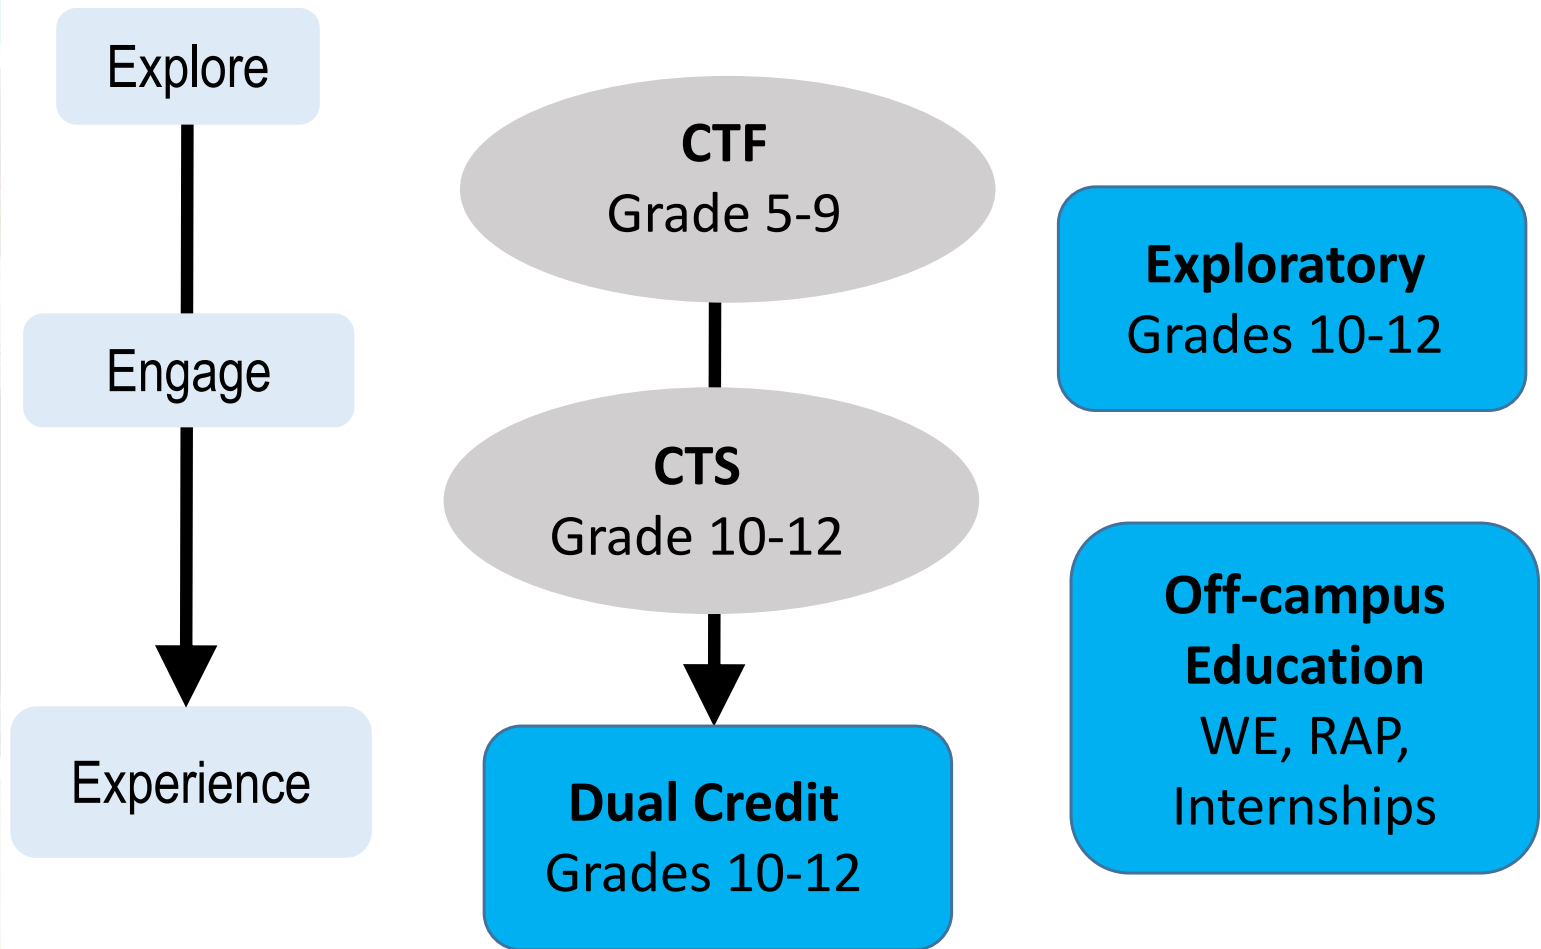 Explore
Engage
Experience
CTF
Grade 5-9
CTS
Grade 10-12
Dual Credit
Grades 10-12
Exploratory
Grades 10-12
Off-campus
Education
WE, RAP,
Internships